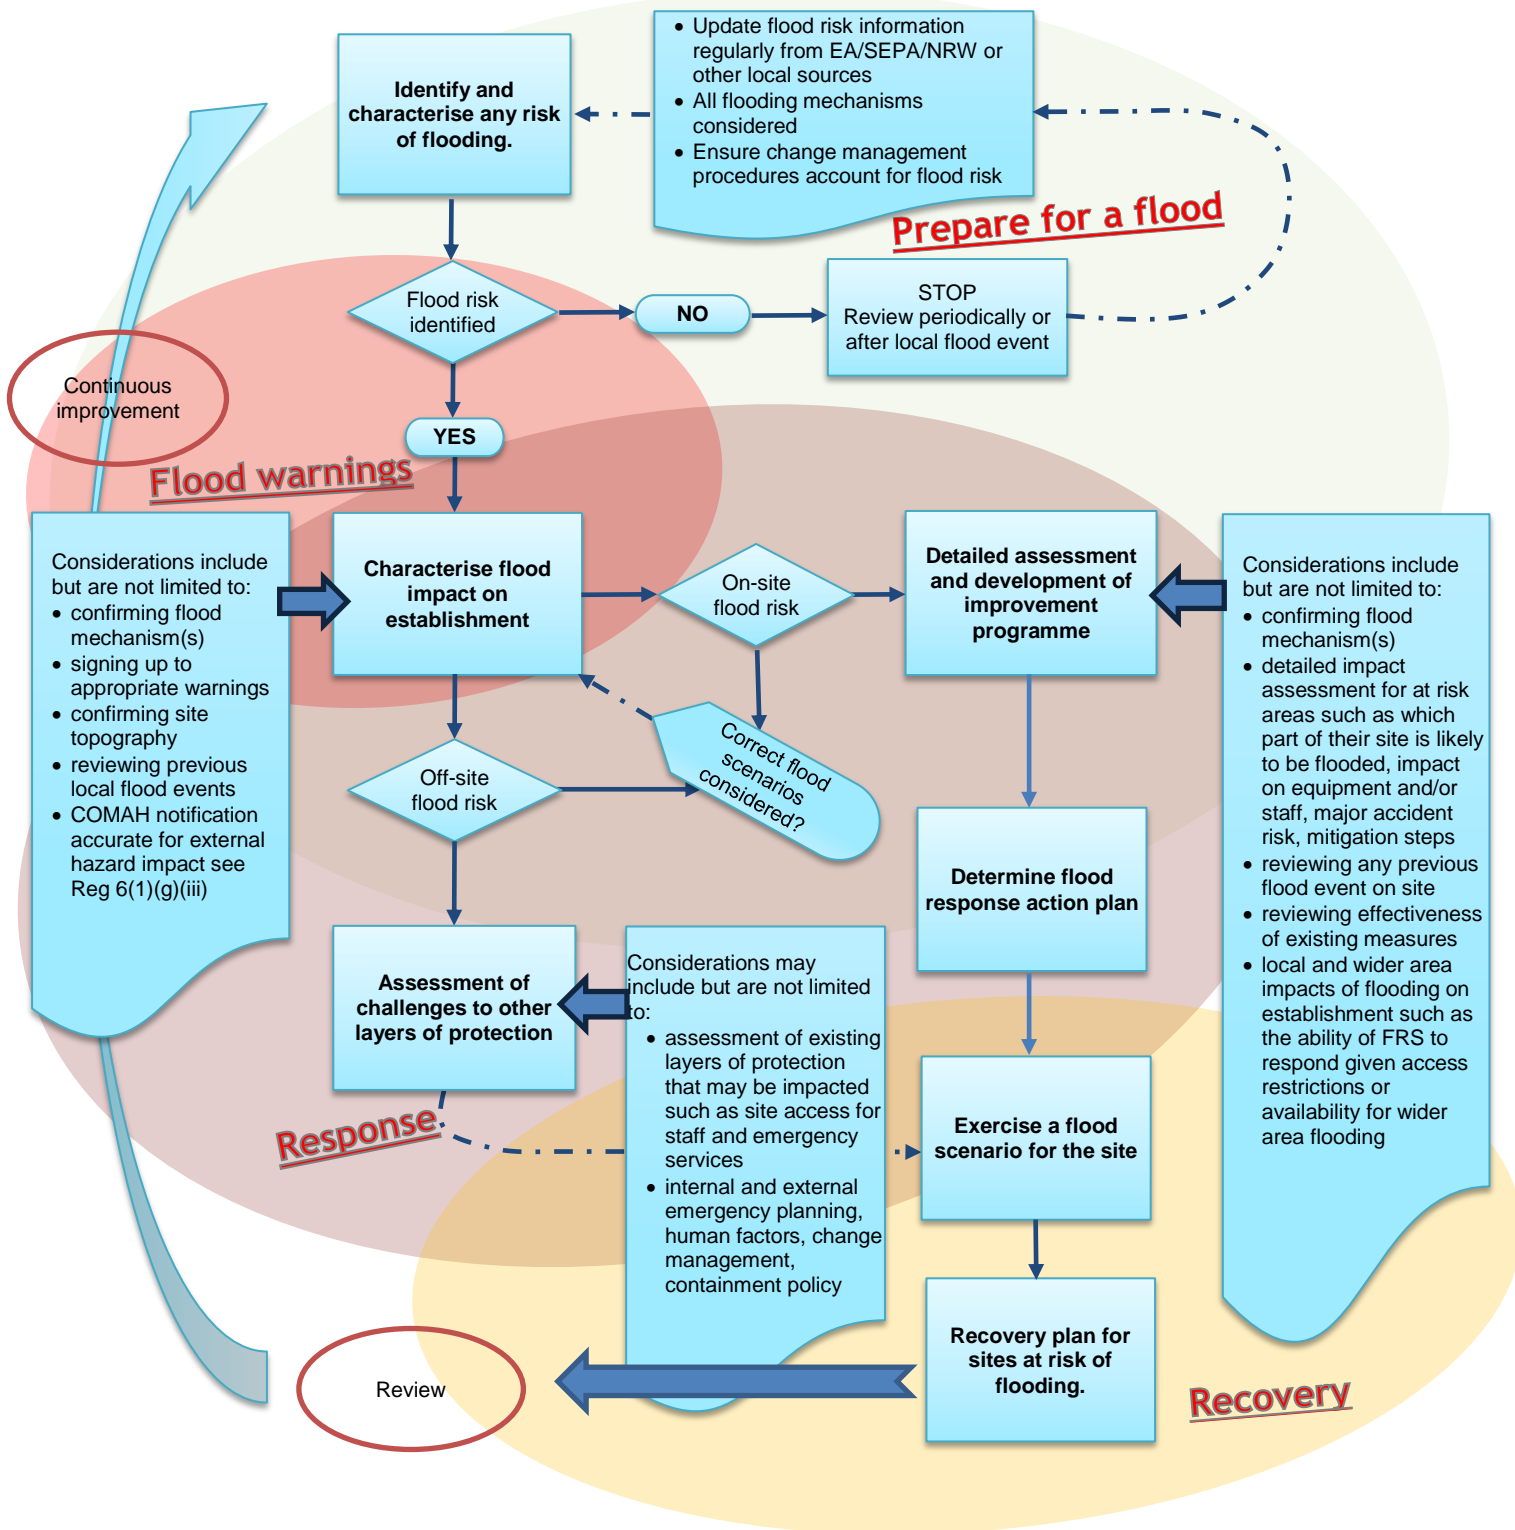 Identify and
characterise any risk
of flooding.
• Update flood risk information
regularly from EA/SEPA/NRW or
other local sources
• All flooding mechanisms
considered
• Ensure change management
procedures account for flood risk
Prepare for a flood
Flood risk
identified
NO
STOP
Review periodically or
after local flood event
Continuous
improvement
YES
Flood warnings
Considerations include
but are not limited to:
• confirming flood
mechanism(s)
• signing up to
appropriate warnings
• confirming site
topography
• reviewing previous
local flood events
• COMAH notification
accurate for external
hazard impact see
Reg 6(1)(g)(iii)
Characterise flood
impact on
establishment
On-site
flood risk
Detailed assessment
and development of
improvement
programme
Considerations include
but are not limited to:
• confirming flood
mechanism(s)
• detailed impact
assessment for at risk
areas such as which
part of their site is likely
to be flooded, impact
on equipment and/or
staff, major accident
risk, mitigation steps
• reviewing any previous
flood event on site
• reviewing effectiveness
of existing measures
• local and wider area
impacts of flooding on
establishment such as
the ability of FRS to
respond given access
restrictions or
availability for wider
area flooding
Correct flood
scenarios
considered?
Off-site
flood risk
Determine flood
response action plan
Assessment of
challenges to other
layers of protection
Considerations may
include but are not limited
to:
• assessment of existing
layers of protection
that may be impacted
such as site access for
staff and emergency
services
• internal and external
emergency planning,
human factors, change
management,
containment policy
Response
Exercise a flood
scenario for the site
Recovery plan for
sites at risk of
flooding.
Review
Recovery